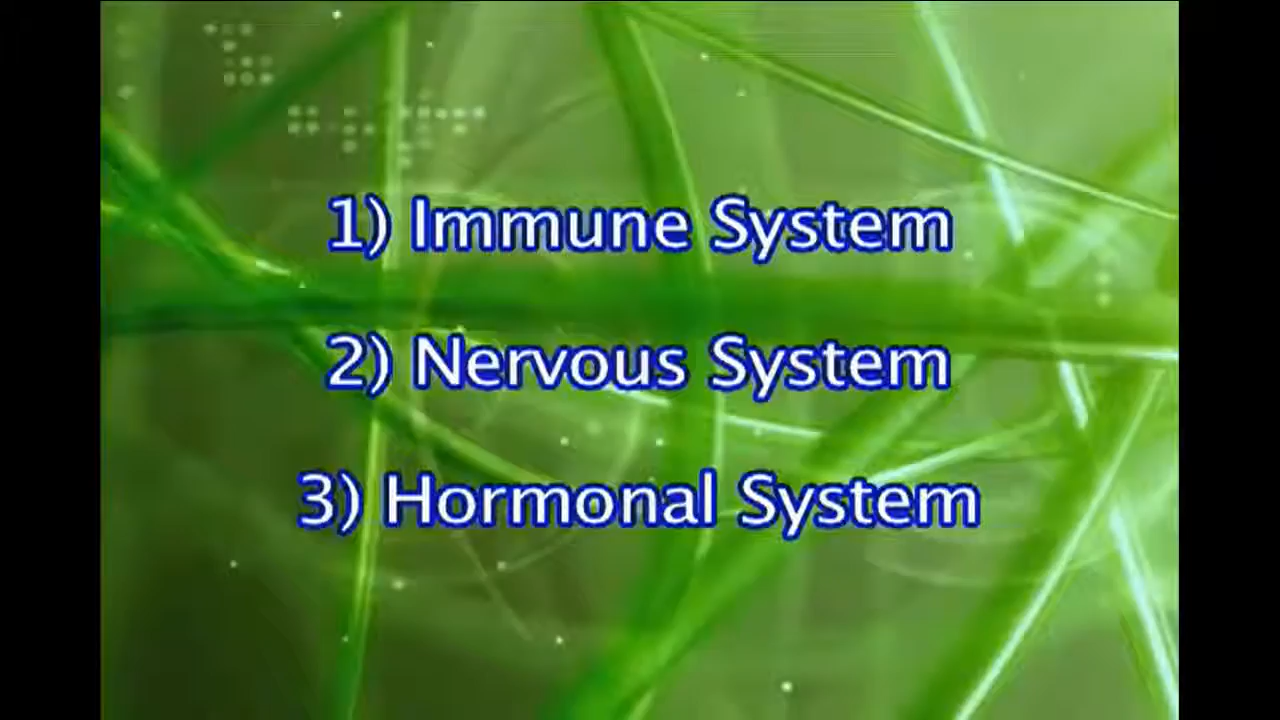 1) Immune System
2) Nervous System
3) Hormonal System